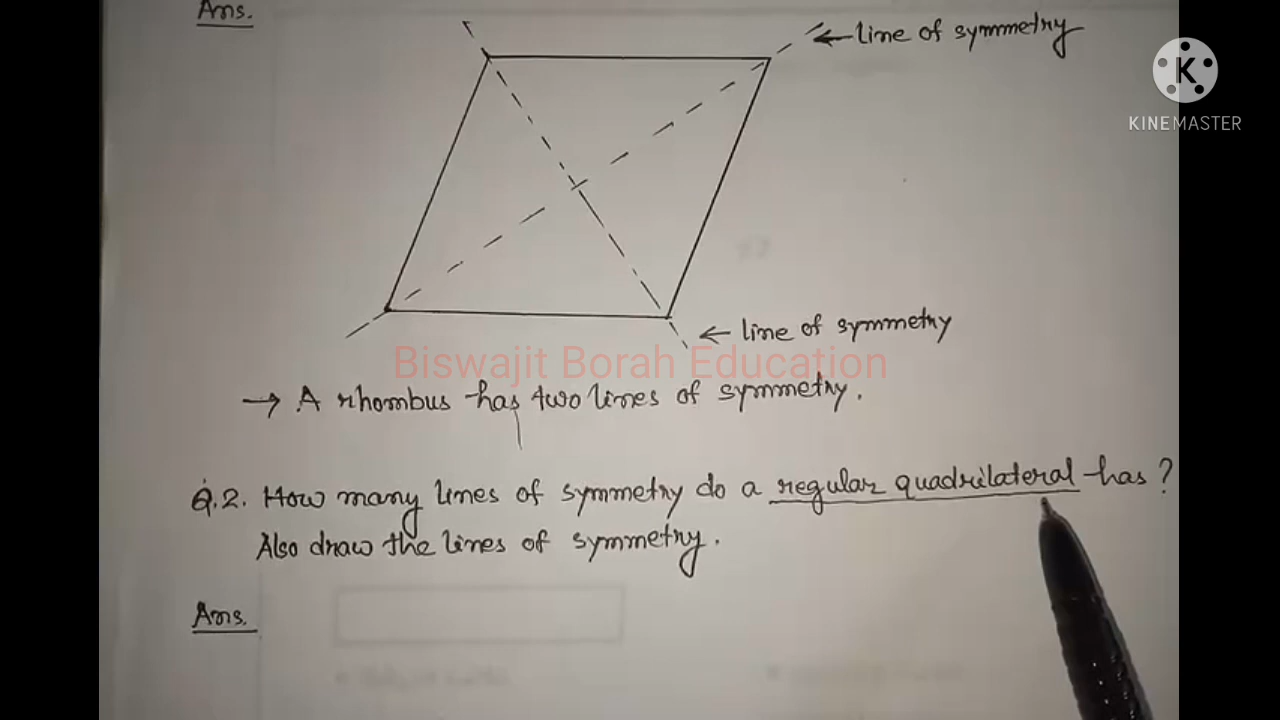 Ans.
← line of symmetry
K
KINEMASTER
← line of symmetry
Biswajit Borah Education
→ A rhombus has two lines of symmetry.
Q.2. How many lines of symmetry do a regular quadrilateral has?
Also draw the lines of symmetry.
Ans.